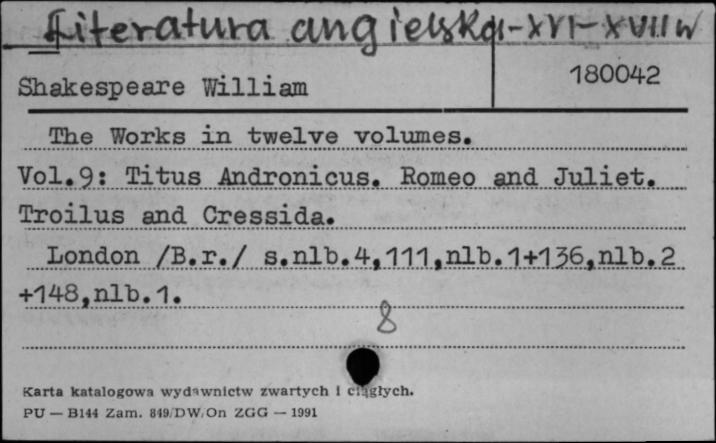 Literatura angielska - XVI - XVIII w
Shakespeare William
180042
The Works in twelve volumes.
Vol.9: Titus Andronicus. Romeo and Juliet.
Troilus and Cressida.
London /B.r./ s.nlb.4,111,nlb.1+136,nlb.2
+148,nlb.1.
8
Karta katalogowa wydawnictw zwartych i ciągłych.
PU — B144 Zam. 849/DW/On ZGG — 1991